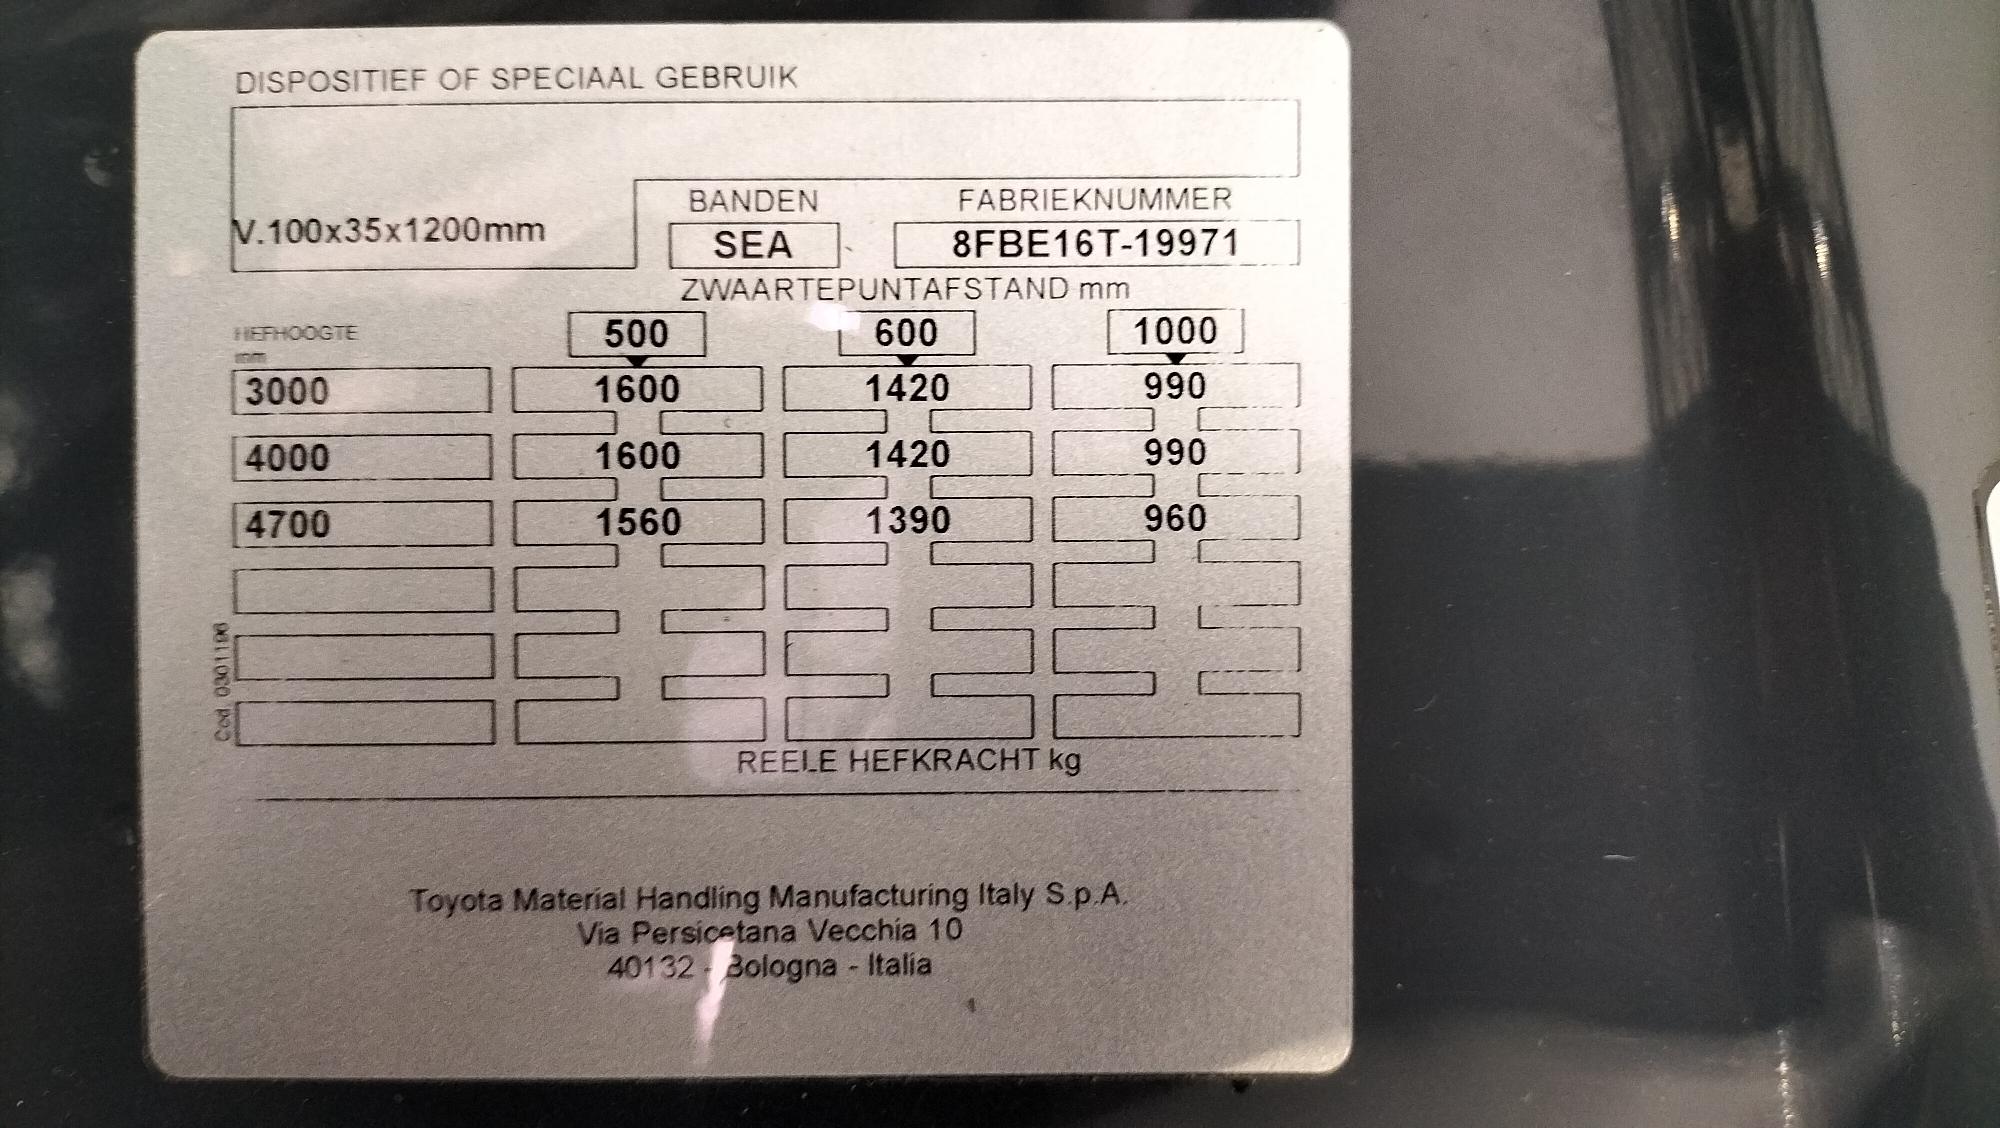 DISPOSITIEF OF SPECIAAL GEBRUIK
BANDEN FABRIEKNUMMER
V.100x35x1200mm SEA 8FBE16T-19971
ZWAARTEPUNTAFSTAND mm
HEFHOOGTE 500 600 1000
mm
3000 1600 1420 990
4000 1600 1420 990
4700 1560 1390 960
Cod. 0301196
REELE HEFKRACHT kg
Toyota Material Handling Manufacturing Italy S.p.A.
Via Persicetana Vecchia 10
40132 - Bologna - Italia